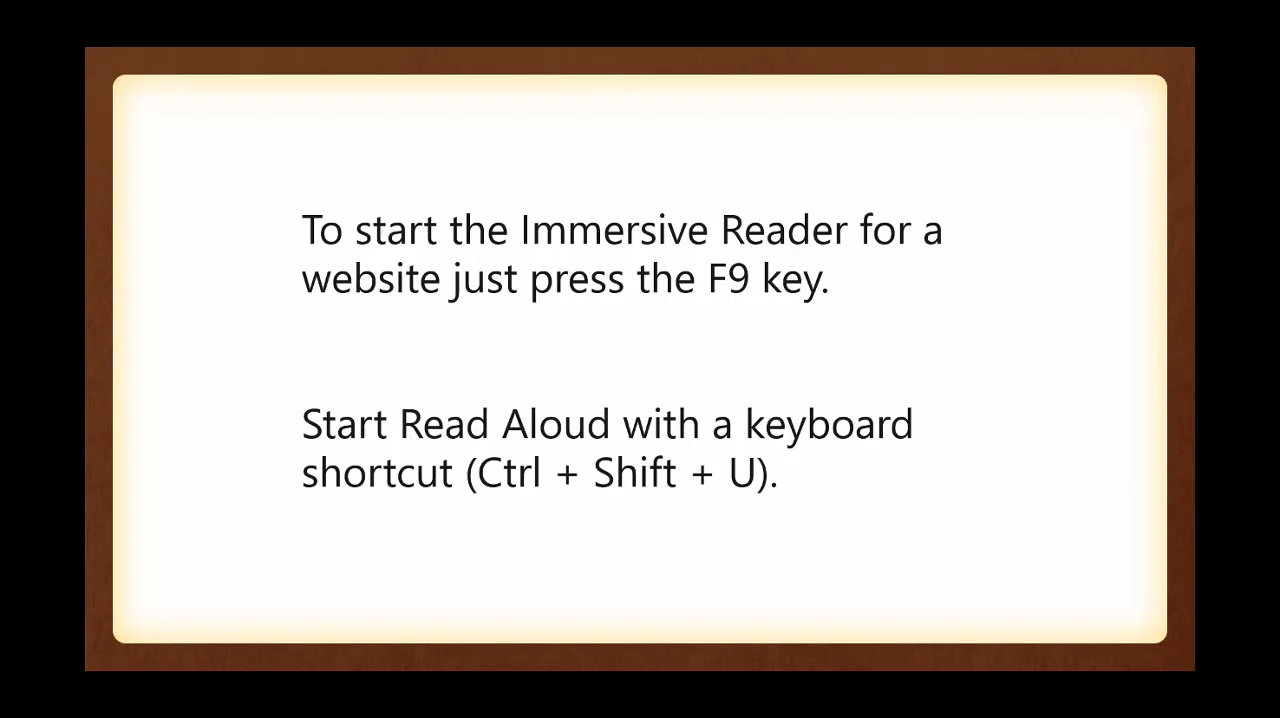 To start the Immersive Reader for a
website just press the F9 key.
Start Read Aloud with a keyboard
shortcut (Ctrl + Shift + U).